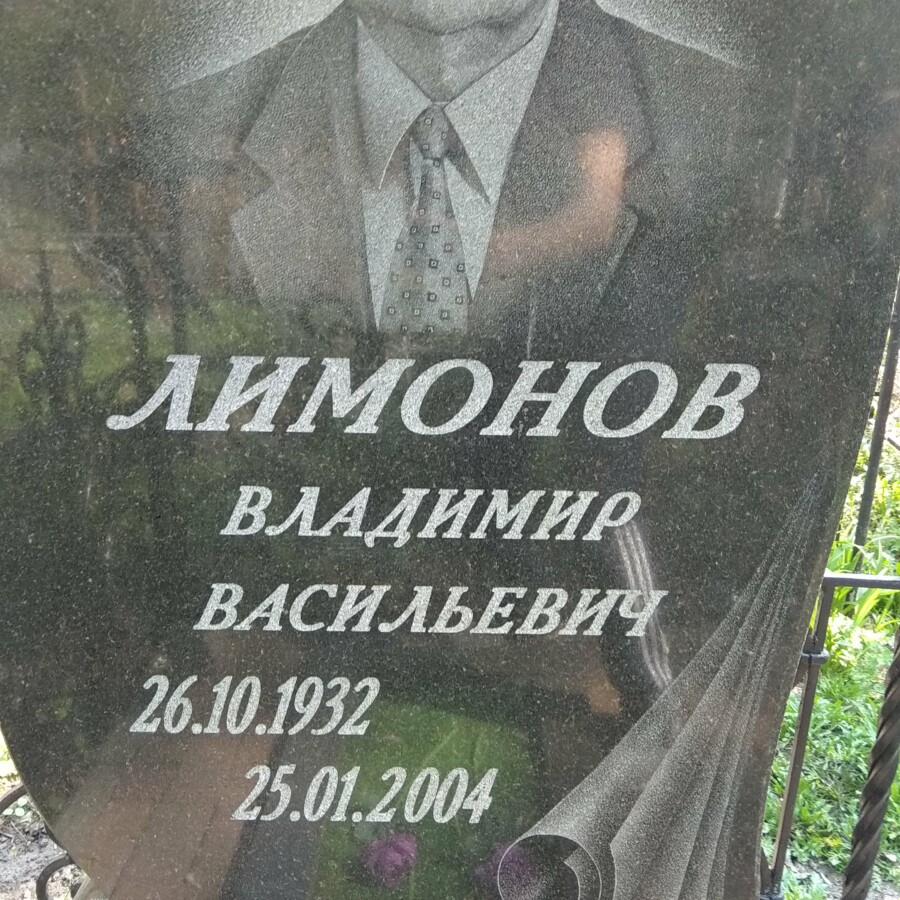 ЛИМОНОВ
ВЛАДИМИР
ВАСИЛЬЕВИЧ
26.10.1932
25.01.2004